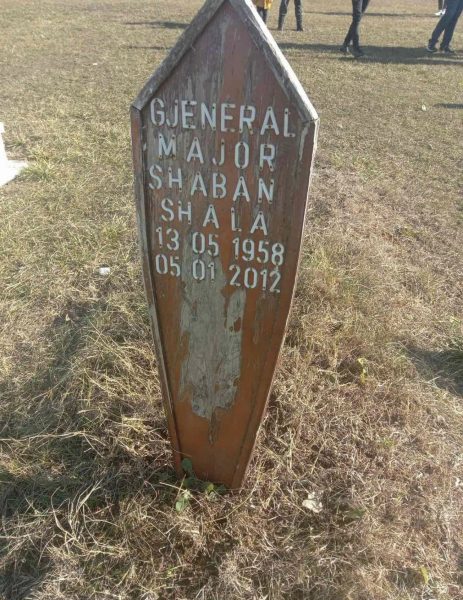 GJENERAL
MAJOR
SHABAN
SHALA
13 05 1958
05 01 2012